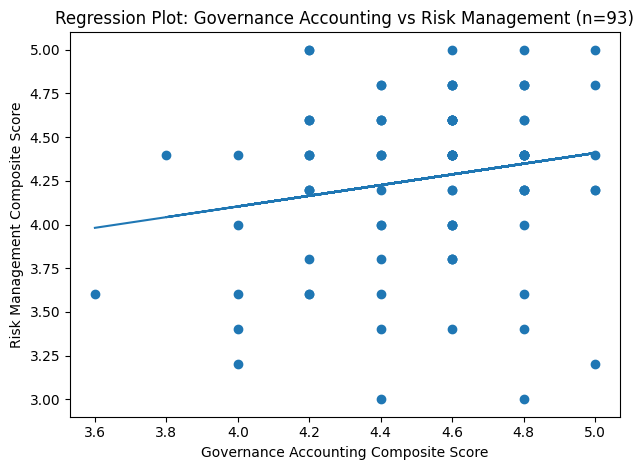 Regression Plot: Governance Accounting vs Risk Management (n=93)
5.00
4.75
4.50
4.25
4.00
3.75
3.50
3.25
3.00
Risk Management Composite Score
3.6 3.8 4.0 4.2 4.4 4.6 4.8 5.0
Governance Accounting Composite Score